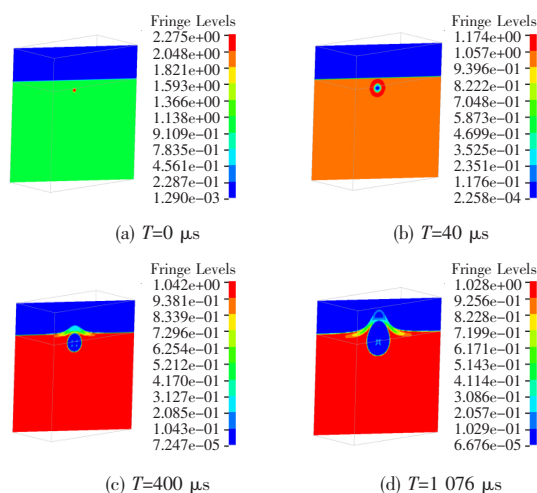 Fringe Levels
2.275e+00
2.048e+00
1.821e+00
1.593e+00
1.366e+00
1.138e+00
9.109e-01
7.835e-01
4.561e-01
2.287e-01
1.290e-03
(a) T=0 μs
Fringe Levels
1.174e+00
1.057e+00
9.396e-01
8.222e-01
7.048e-01
5.873e-01
4.699e-01
3.525e-01
2.351e-01
1.176e-01
2.258e-04
(b) T=40 μs
Fringe Levels
1.042e+00
9.381e-01
8.339e-01
7.296e-01
6.254e-01
5.212e-01
4.170e-01
3.127e-01
2.085e-01
1.043e-01
7.247e-05
(c) T=400 μs
Fringe Levels
1.028e+00
9.256e-01
8.228e-01
7.199e-01
6.171e-01
5.143e-01
4.114e-01
3.086e-01
2.057e-01
1.029e-01
6.676e-05
(d) T=1 076 μs